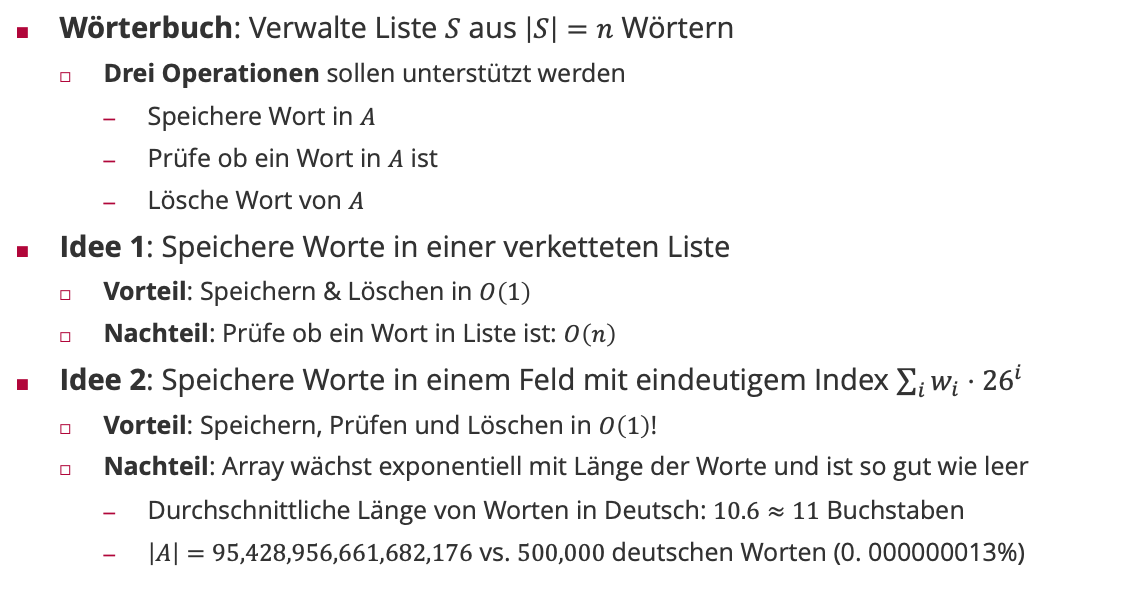 Wörterbuch: Verwalte Liste S aus |S| = n Wörtern
Drei Operationen sollen unterstützt werden
– Speichere Wort in A
– Prüfe ob ein Wort in A ist
– Lösche Wort von A
Idee 1: Speichere Worte in einer verketteten Liste
Vorteil: Speichern & Löschen in O(1)
Nachteil: Prüfe ob ein Wort in Liste ist: O(n)
Idee 2: Speichere Worte in einem Feld mit eindeutigem Index ∑ᵢ wᵢ · 26ⁱ
Vorteil: Speichern, Prüfen und Löschen in O(1)!
Nachteil: Array wächst exponentiell mit Länge der Worte und ist so gut wie leer
– Durchschnittliche Länge von Worten in Deutsch: 10.6 ≈ 11 Buchstaben
– |A| = 95,428,956,661,682,176 vs. 500,000 deutschen Worten (0. 000000013%)